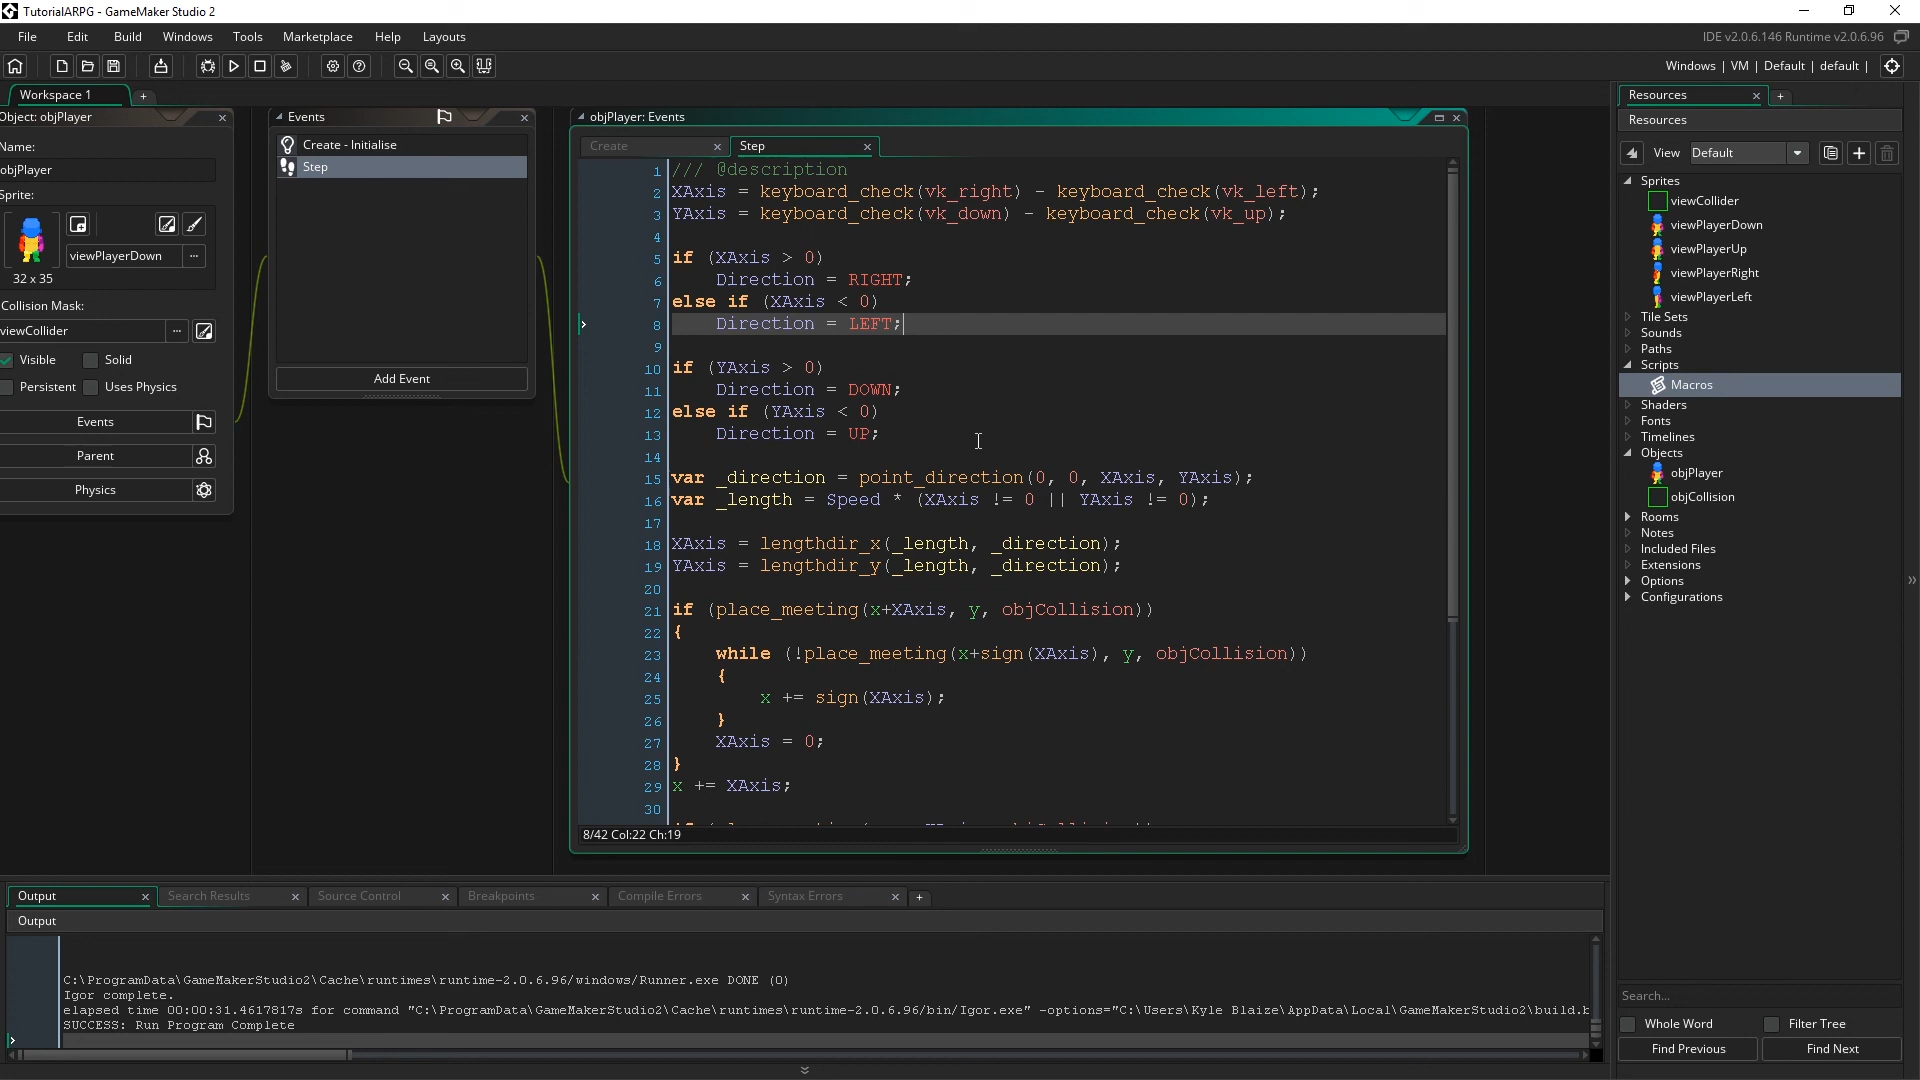 TutorialARPG - GameMaker Studio 2
File Edit Build Windows Tools Marketplace Help Layouts
IDE v2.0.6.146 Runtime v2.0.6.96
Windows | VM | Default | default |
Workspace 1
Object: objPlayer
Name:
objPlayer
Sprite:
viewPlayerDown
32 x 35
Collision Mask:
viewCollider
Visible Solid
Persistent Uses Physics
Events
Parent
Physics
Events
Create - Initialise
Step
Add Event
objPlayer: Events
Create Step
1 /// @description
2 XAxis = keyboard_check(vk_right) - keyboard_check(vk_left);
3 YAxis = keyboard_check(vk_down) - keyboard_check(vk_up);
4
5 if (XAxis > 0)
6 Direction = RIGHT;
7 else if (XAxis < 0)
8 Direction = LEFT;
9
10 if (YAxis > 0)
11 Direction = DOWN;
12 else if (YAxis < 0)
13 Direction = UP;
14
15 var _direction = point_direction(0, 0, XAxis, YAxis);
16 var _length = Speed * (XAxis != 0 || YAxis != 0);
17
18 XAxis = lengthdir_x(_length, _direction);
19 YAxis = lengthdir_y(_length, _direction);
20
21 if (place_meeting(x+XAxis, y, objCollision))
22 {
23 while (!place_meeting(x+sign(XAxis), y, objCollision))
24 {
25 x += sign(XAxis);
26 }
27 XAxis = 0;
28 }
29 x += XAxis;
30
8/42 Col:22 Ch:19
Resources
Resources
View Default
Sprites
viewCollider
viewPlayerDown
viewPlayerUp
viewPlayerRight
viewPlayerLeft
Tile Sets
Sounds
Paths
Scripts
Macros
Shaders
Fonts
Timelines
Objects
objPlayer
objCollision
Rooms
Notes
Included Files
Extensions
Options
Configurations
Search...
Whole Word Filter Tree
Find Previous Find Next
Output Search Results Source Control Breakpoints Compile Errors Syntax Errors
Output
C:\ProgramData\GameMakerStudio2\Cache\runtimes\runtime-2.0.6.96/windows/Runner.exe DONE (0)
Igor complete.
elapsed time 00:00:31.4617817s for command "C:\ProgramData\GameMakerStudio2\Cache\runtimes\runtime-2.0.6.96/bin/Igor.exe" -options="C:\Users\Kyle Blaize\AppData\Local\GameMakerStudio2\build.b
SUCCESS: Run Program Complete